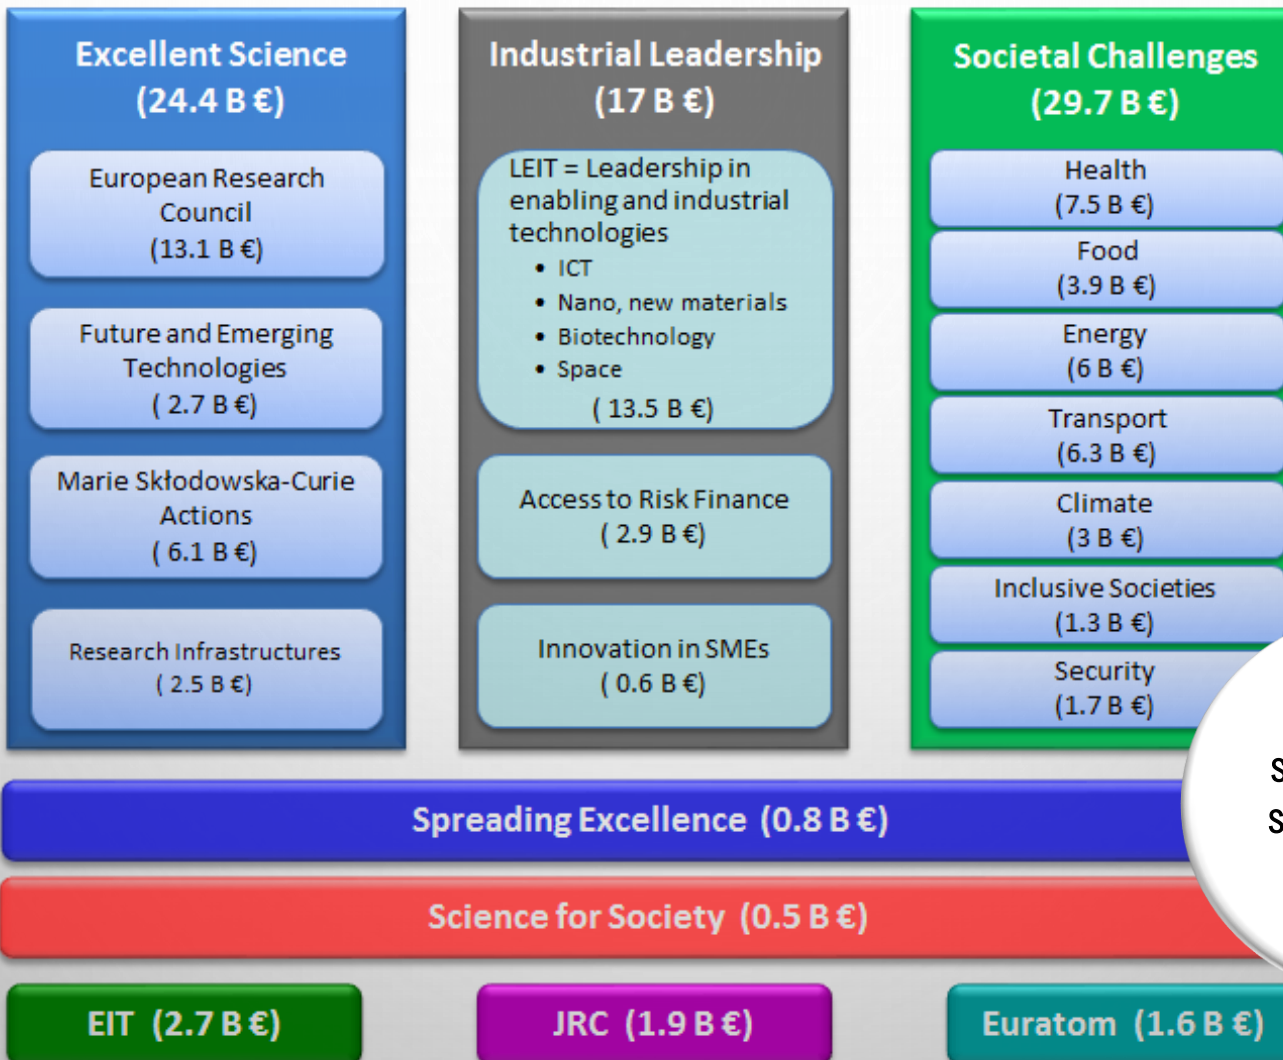 Excellent Science
(24.4 B €)
European Research
Council
(13.1 B €)
Future and Emerging
Technologies
( 2.7 B €)
Marie Skłodowska-Curie
Actions
( 6.1 B €)
Research Infrastructures
( 2.5 B €)
Industrial Leadership
(17 B €)
LEIT = Leadership in
enabling and industrial
technologies
• ICT
• Nano, new materials
• Biotechnology
• Space
( 13.5 B €)
Access to Risk Finance
( 2.9 B €)
Innovation in SMEs
( 0.6 B €)
Societal Challenges
(29.7 B €)
Health
(7.5 B €)
Food
(3.9 B €)
Energy
(6 B €)
Transport
(6.3 B €)
Climate
(3 B €)
Inclusive Societies
(1.3 B €)
Security
(1.7 B €)
Spreading Excellence (0.8 B €)
Science for Society (0.5 B €)
EIT (2.7 B €)
JRC (1.9 B €)
Euratom (1.6 B €)